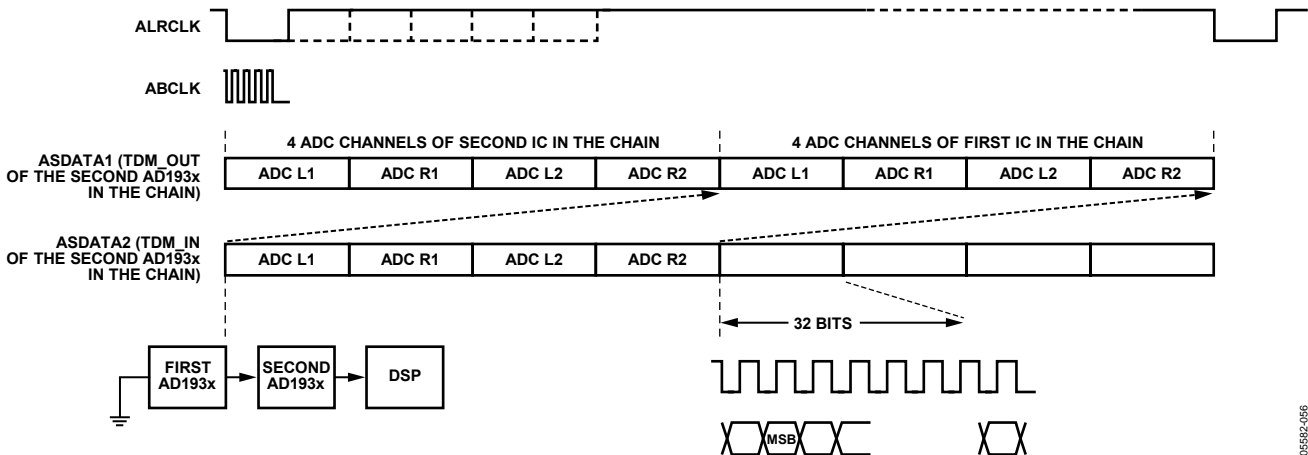 ALRCLK
ABCLK
4 ADC CHANNELS OF SECOND IC IN THE CHAIN
4 ADC CHANNELS OF FIRST IC IN THE CHAIN
ASDATA1 (TDM_OUT
OF THE SECOND AD193x
IN THE CHAIN)
ADC L1
ADC R1
ADC L2
ADC R2
ADC L1
ADC R1
ADC L2
ADC R2
ASDATA2 (TDM_IN
OF THE SECOND AD193x
IN THE CHAIN)
ADC L1
ADC R1
ADC L2
ADC R2
32 BITS
FIRST
AD193x
SECOND
AD193x
DSP
MSB
05582-056